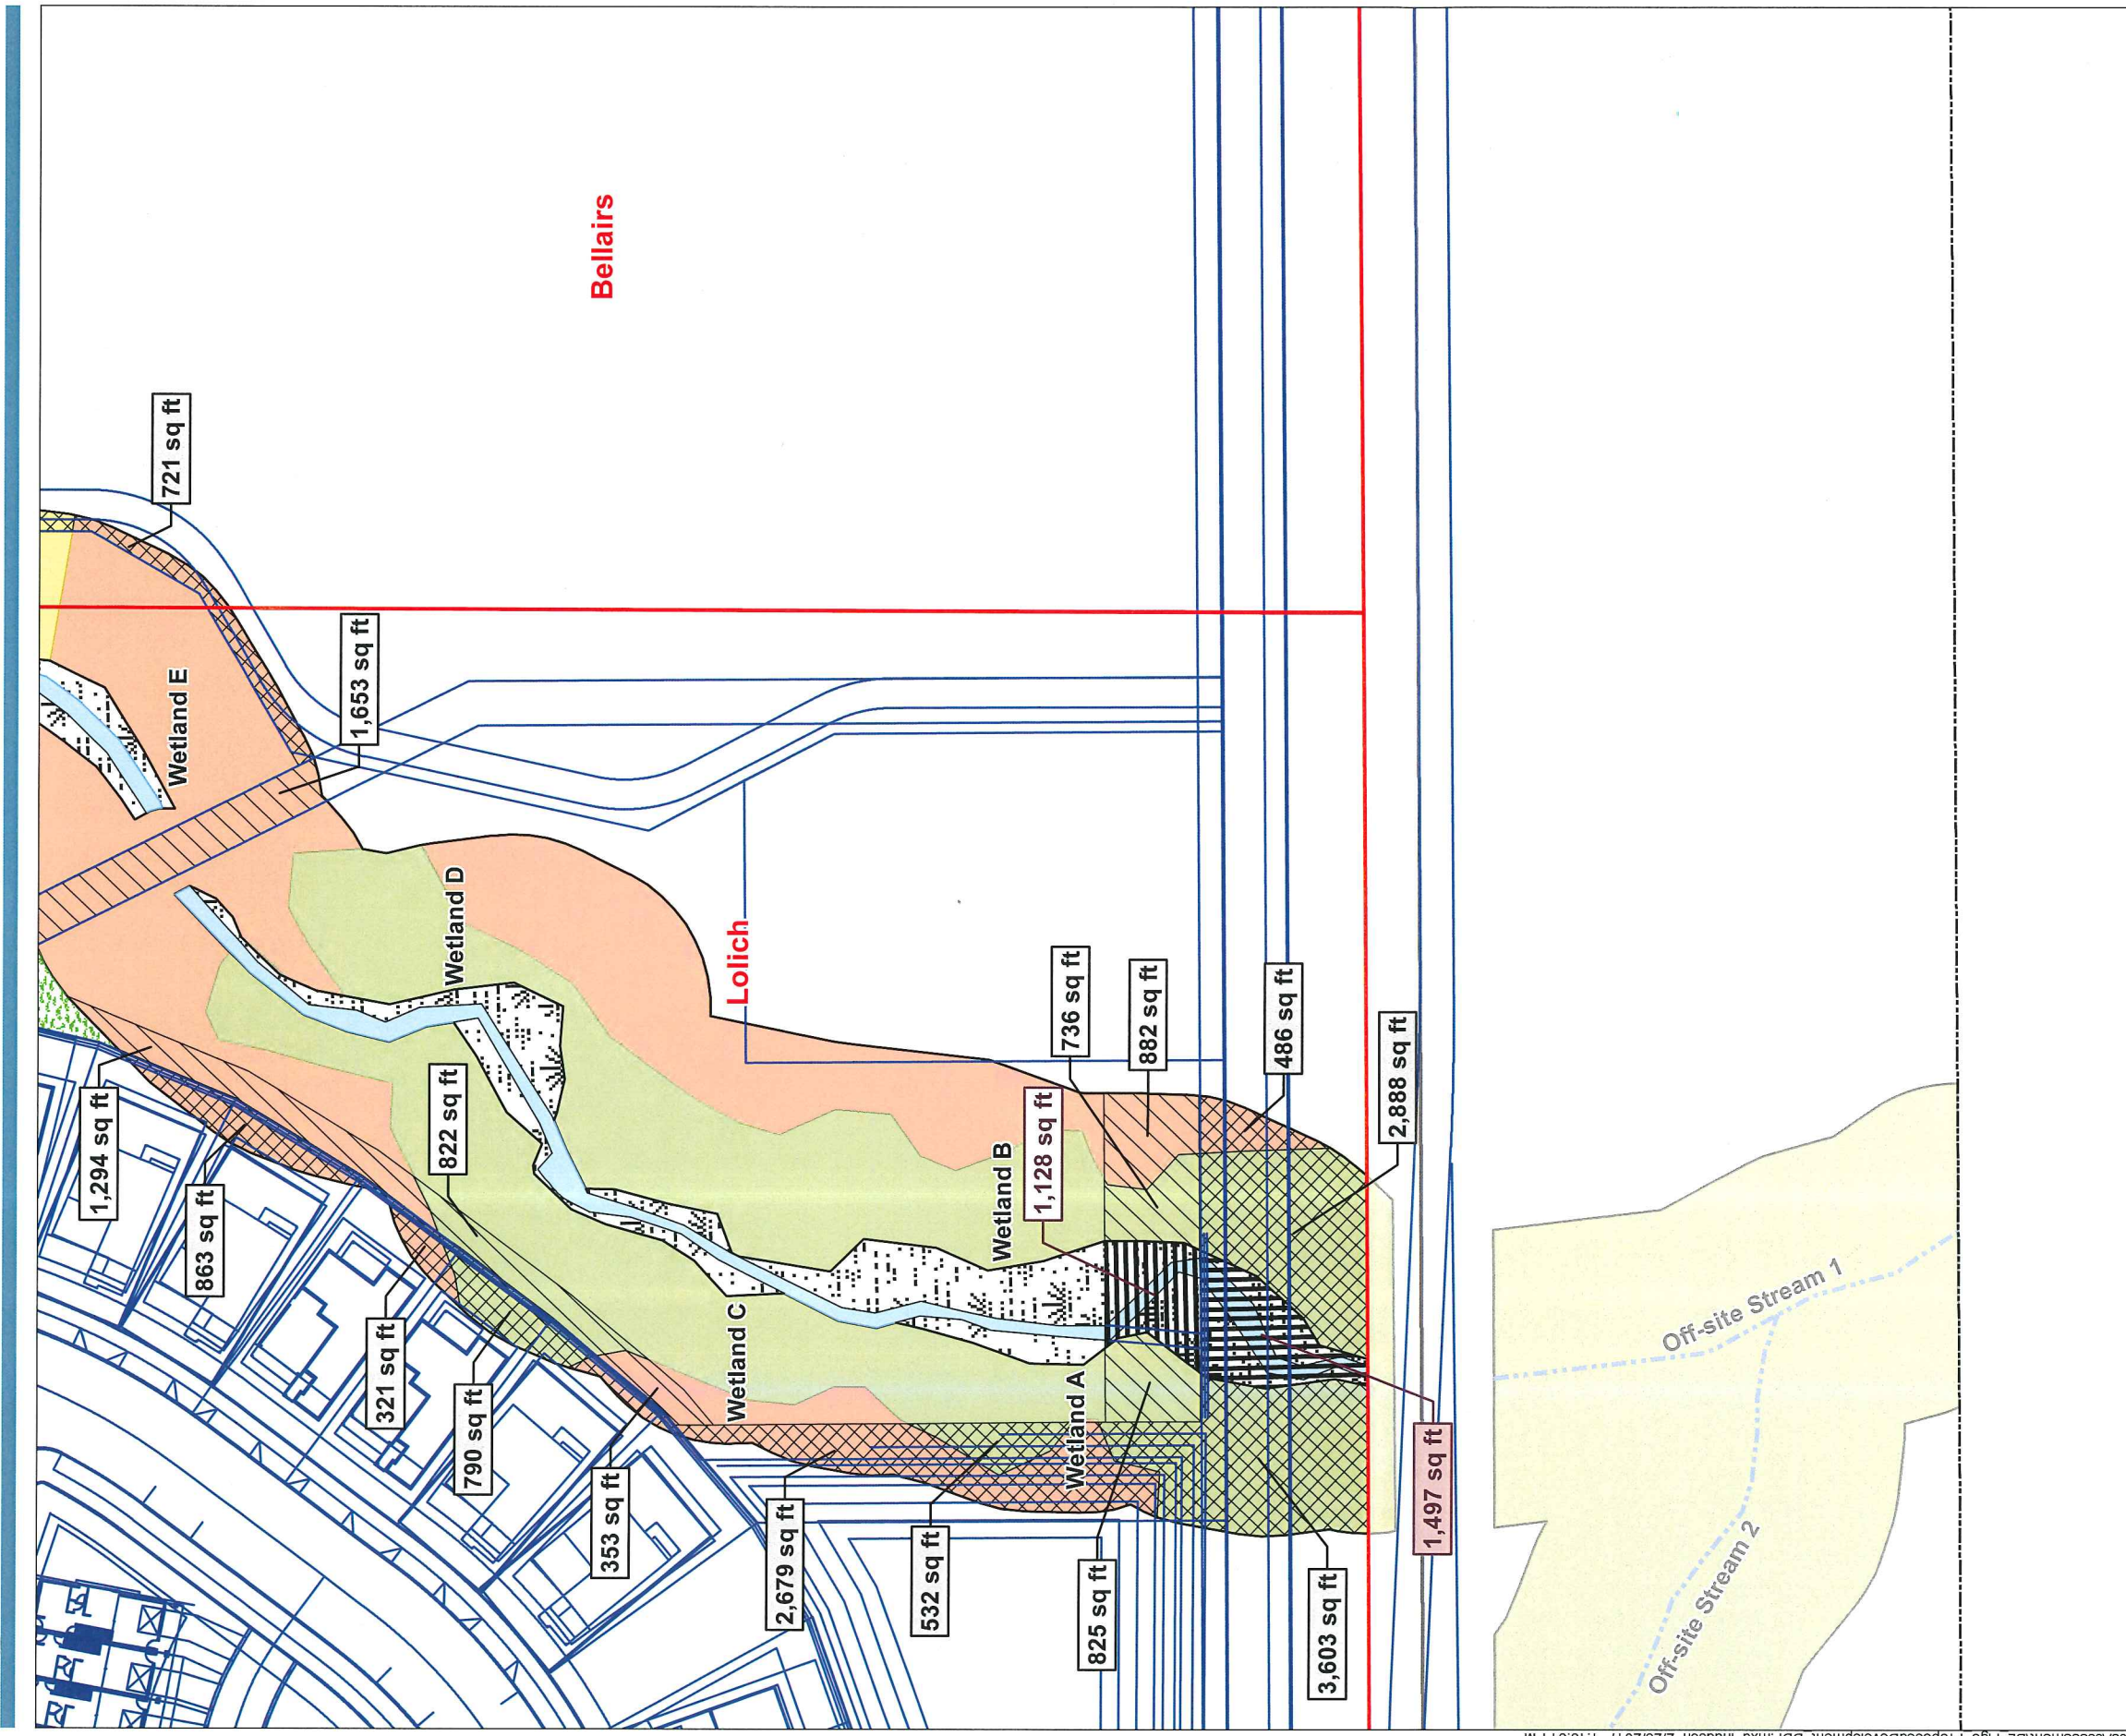 Bellairs
721 sq ft
1,653 sq ft
Wetland E
Wetland D
Lolich
736 sq ft
882 sq ft
486 sq ft
2,888 sq ft
1,294 sq ft
822 sq ft
1,128 sq ft
Wetland B
863 sq ft
321 sq ft
790 sq ft
353 sq ft
Wetland C
Wetland A
2,679 sq ft
532 sq ft
825 sq ft
3,603 sq ft
1,497 sq ft
Off-site Stream 1
Off-site Stream 2